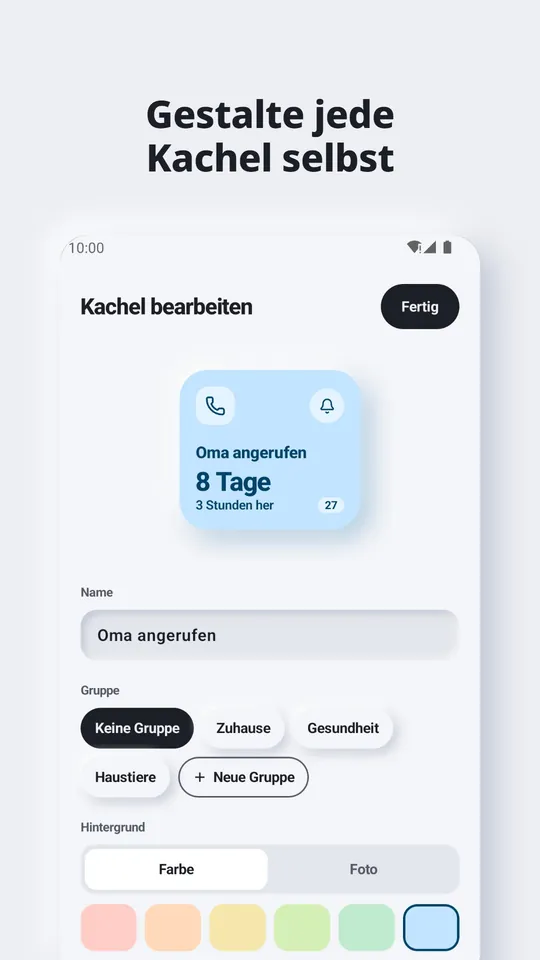 Gestalte jede
Kachel selbst
10:00
Kachel bearbeiten
Fertig
Oma angerufen
8 Tage
3 Stunden her
27
Name
Oma angerufen
Gruppe
Keine Gruppe
Zuhause
Gesundheit
Haustiere
+ Neue Gruppe
Hintergrund
Farbe
Foto